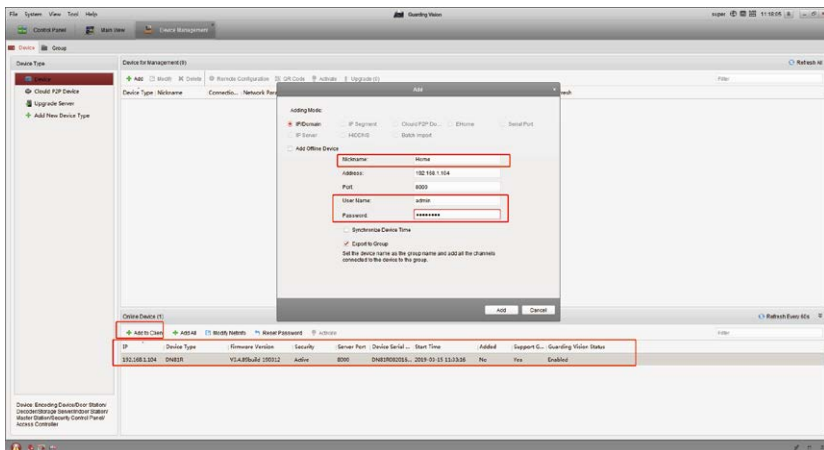 File System View Tool Help
Guarding Vision
super
11:18:05
Control Panel
Main View
Device Management
Device
Group
Device Type
Device for Management (0)
Refresh All
Device
Add Modify Delete Remote Configuration QR Code Activate Upgrade (0)
Filter
Cloud P2P Device
Device Type Nickname
Upgrade Server
Add New Device Type
Add
Adding Mode:
IP/Domain IP Segment EHome Serial Port
IP Server HiDDNS Batch Import
Add Offline Device
Nickname: Home
Address: 192.168.1.104
Port: 8000
User Name: admin
Password: ●●●●●●●●
Synchronize Device Time
Export to Group
Set the device name as the group name and add all the channels
connected to the device to the group.
Add Cancel
Online Device (1)
Refresh Every 60s
Add to Client Add All Modify Netinfo Reset Password Activate
Filter
IP Device Type Firmware Version Security Server Port Device Serial ... Start Time Added Support G... Guarding Vision Status
192.168.1.104 DN81R Active 8000 No Yes Enabled
Device: Encoding Device/Door Station/
Decoder/Storage Server/Indoor Station/
Master Station/Security Control Panel/
Access Controller